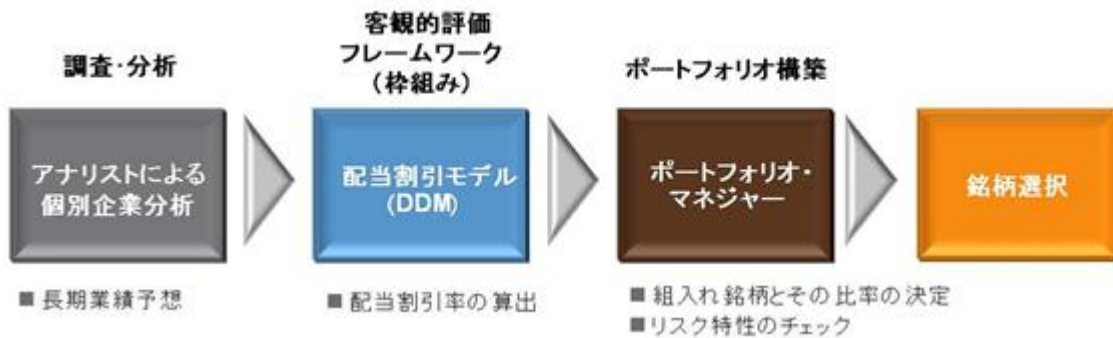 調査・分析
アナリストによる
個別企業分析
■ 長期業績予想
客観的評価
フレームワーク
(枠組み)
配当割引モデル
(DDM)
■ 配当割引率の算出
ポートフォリオ構築
ポートフォリオ・
マネジャー
■ 組入れ銘柄とその比率の決定
■ リスク特性のチェック
銘柄選択